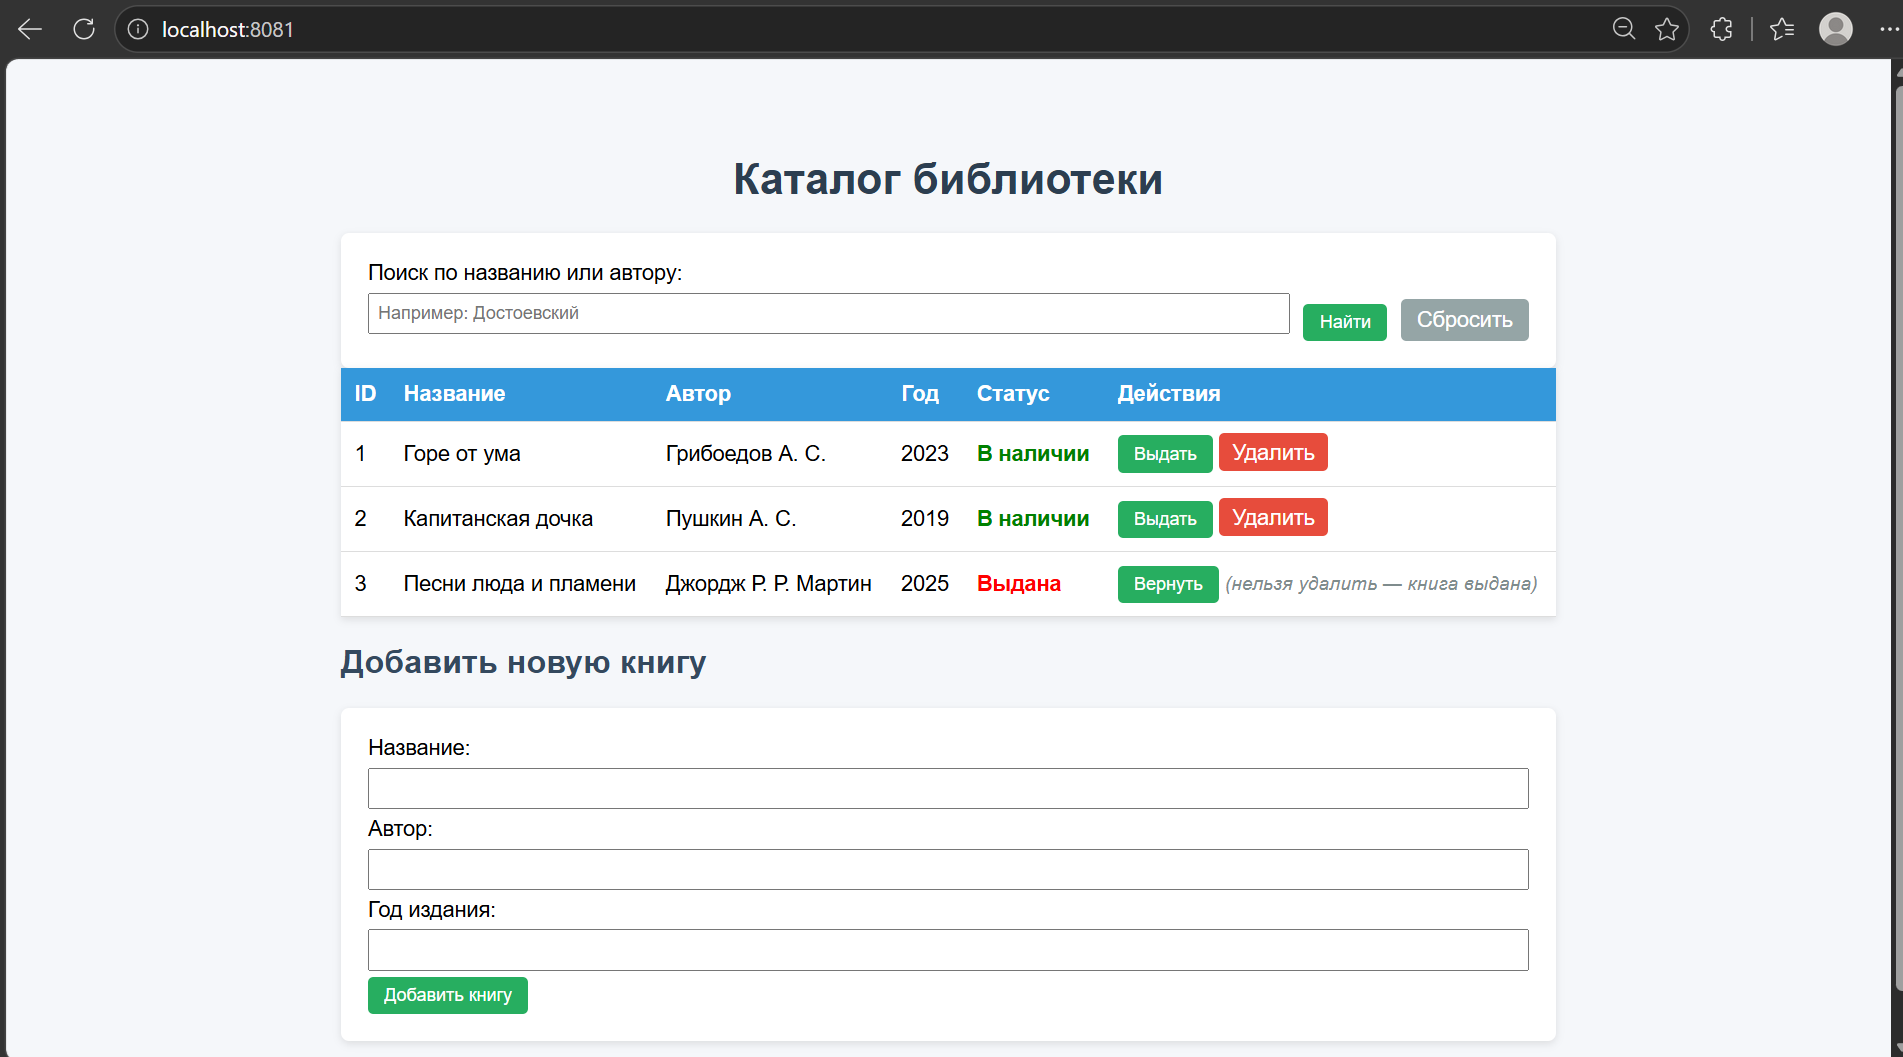 localhost:8081
Каталог библиотеки
Поиск по названию или автору:
Например: Достоевский
Найти
Сбросить
ID Название Автор Год Статус Действия
1 Горе от ума Грибоедов А. С. 2023 В наличии Выдать Удалить
2 Капитанская дочка Пушкин А. С. 2019 В наличии Выдать Удалить
3 Песни люда и пламени Джордж Р. Р. Мартин 2025 Выдана Вернуть (нельзя удалить — книга выдана)
Добавить новую книгу
Название:
Автор:
Год издания:
Добавить книгу